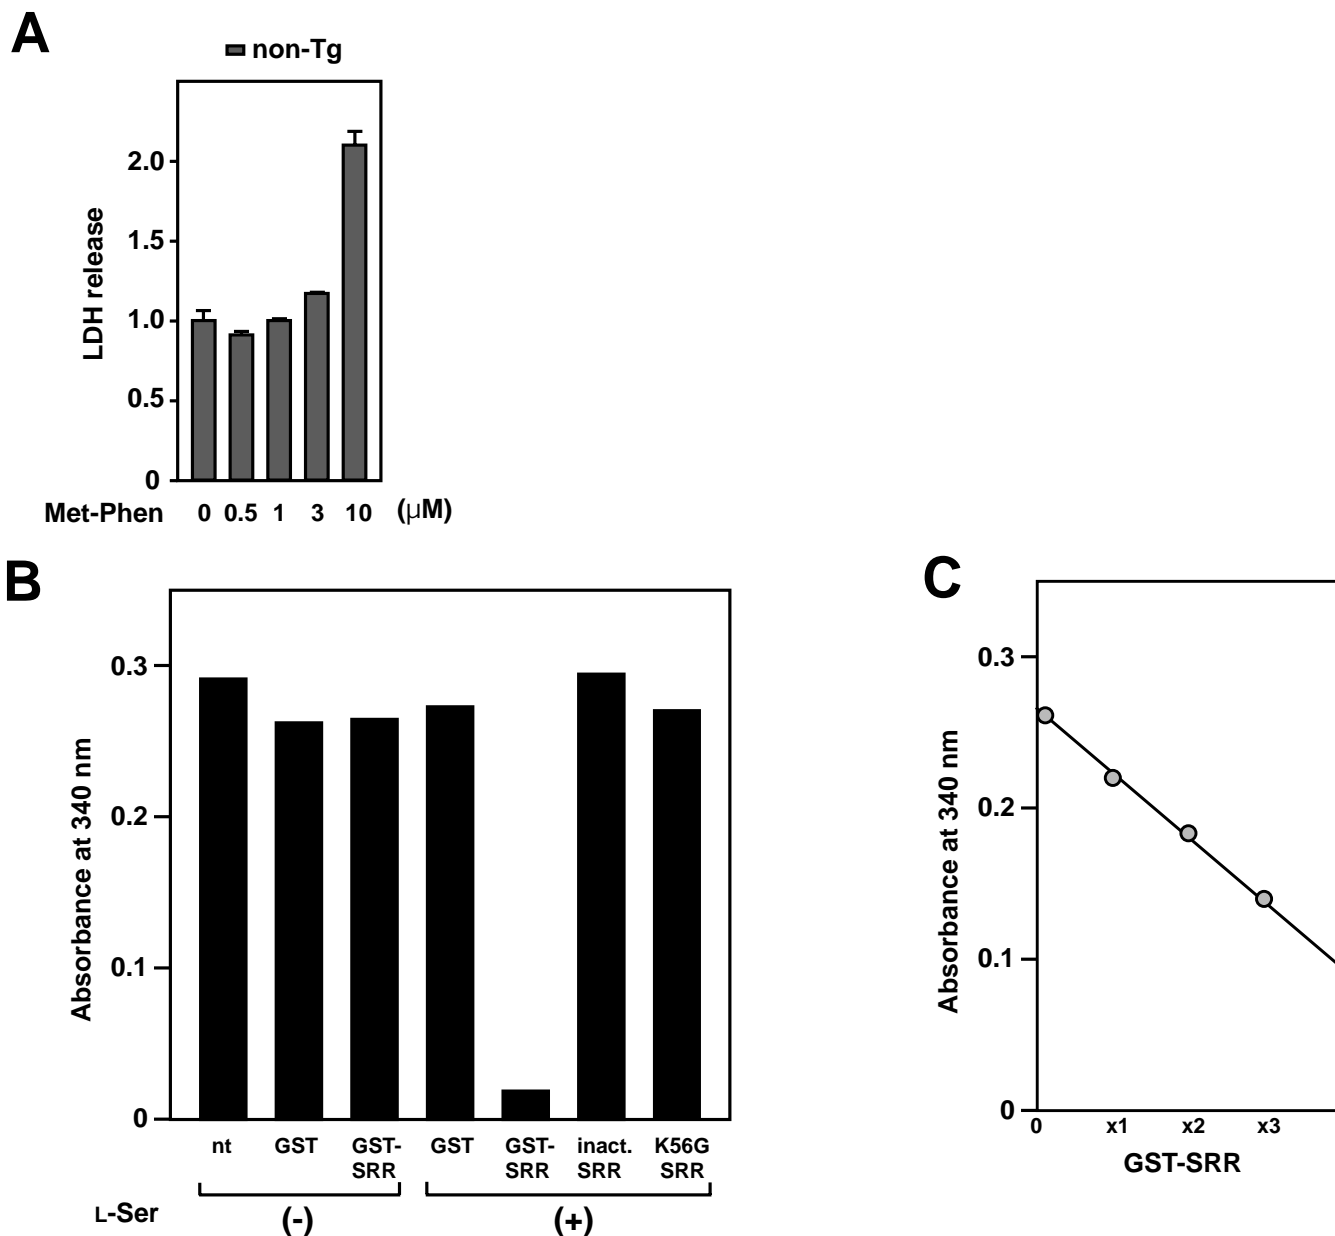 A
non-Tg
2.0
1.5
1.0
0.5
0
LDH release
Met-Phen 0 0.5 1 3 10 (μM)
B
0.3
0.2
0.1
0
Absorbance at 340 nm
nt GST GST-SRR GST GST-SRR inact. SRR K56G SRR
L-Ser (-) (+)
C
0.3
0.2
0.1
0
Absorbance at 340 nm
0 x1 x2 x3
GST-SRR